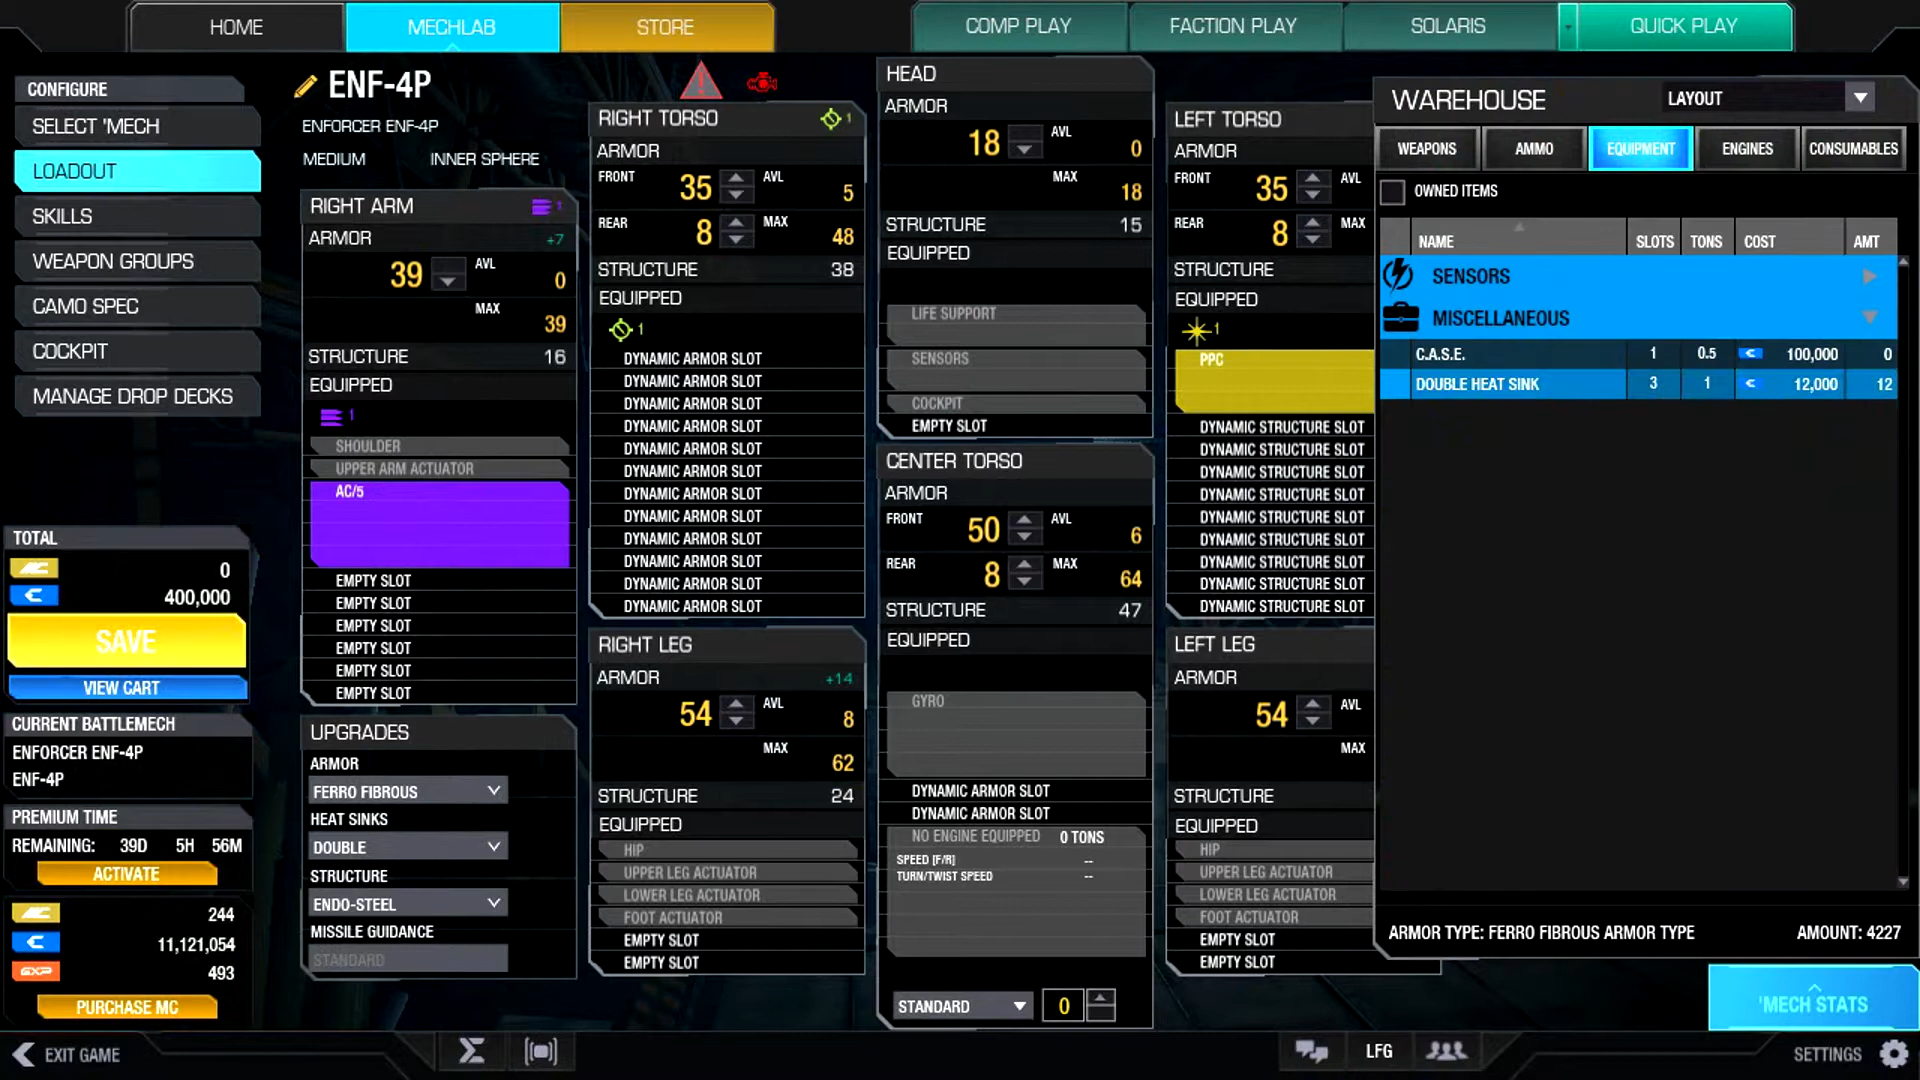 HOME
MECHLAB
STORE
COMP PLAY
FACTION PLAY
SOLARIS
QUICK PLAY
CONFIGURE
SELECT 'MECH
LOADOUT
SKILLS
WEAPON GROUPS
CAMO SPEC
COCKPIT
MANAGE DROP DECKS
TOTAL
0
400,000
SAVE
VIEW CART
CURRENT BATTLEMECH
ENFORCER ENF-4P
ENF-4P
PREMIUM TIME
REMAINING: 39D 5H 56M
ACTIVATE
244
11,121,054
GXP 493
PURCHASE MC
ENF-4P
ENFORCER ENF-4P
MEDIUM INNER SPHERE
RIGHT ARM 1
ARMOR +7
39 AVL 0
MAX 39
STRUCTURE 16
EQUIPPED
1
SHOULDER
UPPER ARM ACTUATOR
AC/5
EMPTY SLOT
EMPTY SLOT
EMPTY SLOT
EMPTY SLOT
EMPTY SLOT
EMPTY SLOT
UPGRADES
ARMOR
FERRO FIBROUS
HEAT SINKS
DOUBLE
STRUCTURE
ENDO-STEEL
MISSILE GUIDANCE
STANDARD
RIGHT TORSO 1
ARMOR
FRONT 35 AVL 5
REAR 8 MAX 48
STRUCTURE 38
EQUIPPED
1
DYNAMIC ARMOR SLOT
DYNAMIC ARMOR SLOT
DYNAMIC ARMOR SLOT
DYNAMIC ARMOR SLOT
DYNAMIC ARMOR SLOT
DYNAMIC ARMOR SLOT
DYNAMIC ARMOR SLOT
DYNAMIC ARMOR SLOT
DYNAMIC ARMOR SLOT
DYNAMIC ARMOR SLOT
DYNAMIC ARMOR SLOT
DYNAMIC ARMOR SLOT
RIGHT LEG
ARMOR +14
54 AVL 8
MAX 62
STRUCTURE 24
EQUIPPED
HIP
UPPER LEG ACTUATOR
LOWER LEG ACTUATOR
FOOT ACTUATOR
EMPTY SLOT
EMPTY SLOT
HEAD
ARMOR
18 AVL 0
MAX 18
STRUCTURE 15
EQUIPPED
LIFE SUPPORT
SENSORS
COCKPIT
EMPTY SLOT
CENTER TORSO
ARMOR
FRONT 50 AVL 6
REAR 8 MAX 64
STRUCTURE 47
EQUIPPED
GYRO
DYNAMIC ARMOR SLOT
DYNAMIC ARMOR SLOT
NO ENGINE EQUIPPED 0 TONS
SPEED [F/R] --
TURN/TWIST SPEED --
STANDARD 0
LEFT TORSO
ARMOR
FRONT 35 AVL
REAR 8 MAX
STRUCTURE
EQUIPPED
1
PPC
DYNAMIC STRUCTURE SLOT
DYNAMIC STRUCTURE SLOT
DYNAMIC STRUCTURE SLOT
DYNAMIC STRUCTURE SLOT
DYNAMIC STRUCTURE SLOT
DYNAMIC STRUCTURE SLOT
DYNAMIC STRUCTURE SLOT
DYNAMIC STRUCTURE SLOT
DYNAMIC STRUCTURE SLOT
LEFT LEG
ARMOR
54 AVL
MAX
STRUCTURE
EQUIPPED
HIP
UPPER LEG ACTUATOR
LOWER LEG ACTUATOR
FOOT ACTUATOR
EMPTY SLOT
EMPTY SLOT
WAREHOUSE LAYOUT
WEAPONS AMMO EQUIPMENT ENGINES CONSUMABLES
OWNED ITEMS
NAME SLOTS TONS COST AMT
SENSORS
MISCELLANEOUS
C.A.S.E. 1 0.5 100,000 0
DOUBLE HEAT SINK 3 1 12,000 12
ARMOR TYPE: FERRO FIBROUS ARMOR TYPE AMOUNT: 4227
'MECH STATS
EXIT GAME
LFG
SETTINGS